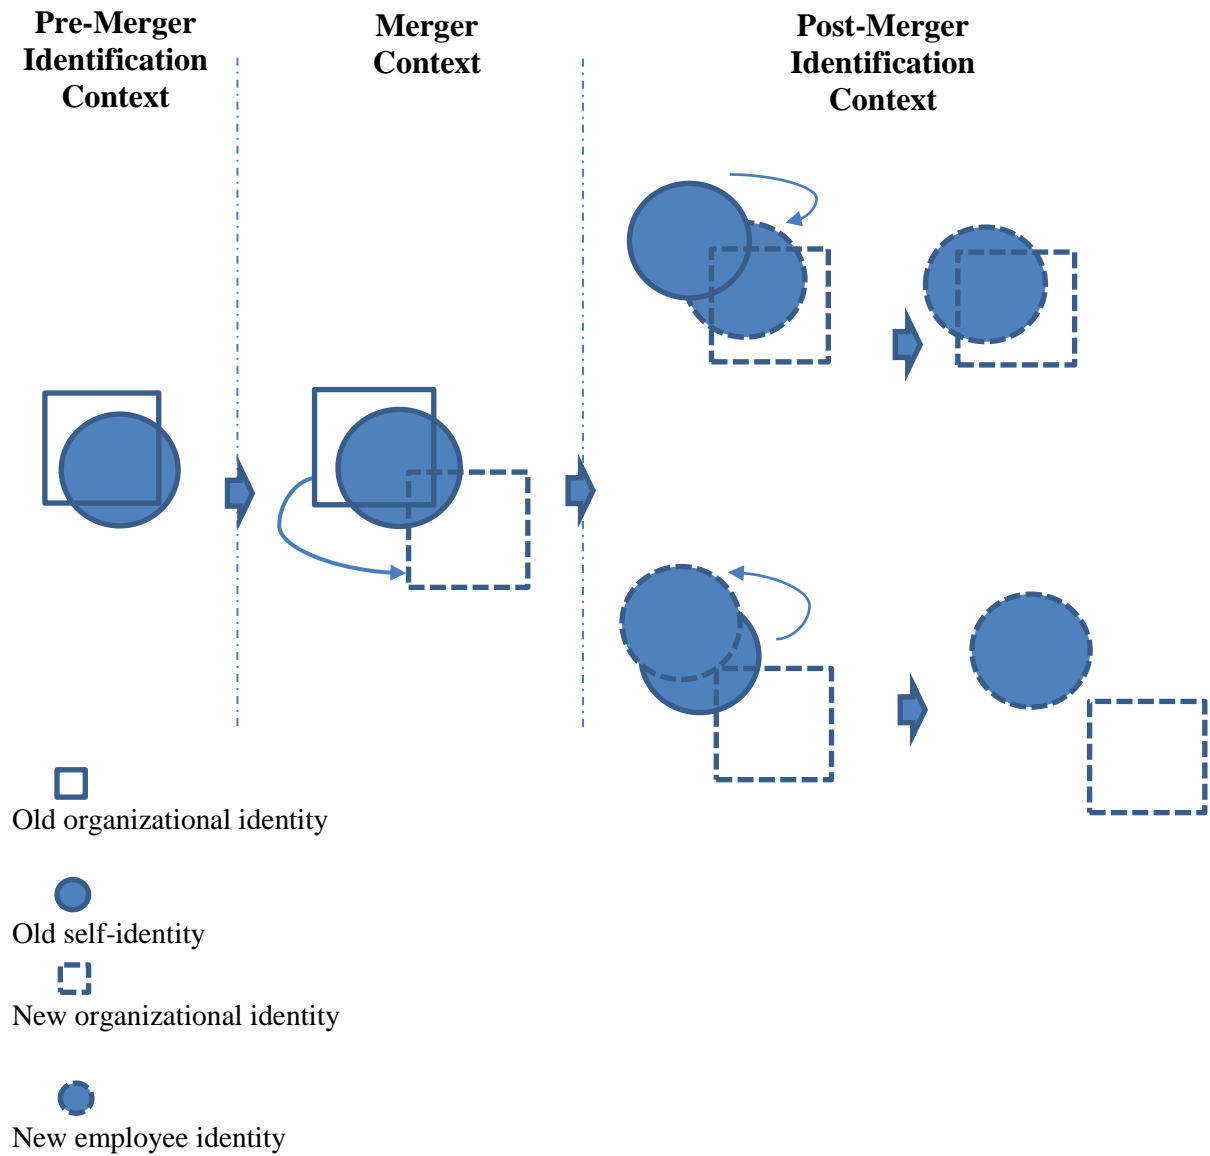 Pre-Merger
Identification
Context
Merger
Context
Post-Merger
Identification
Context
Old organizational identity
Old self-identity
New organizational identity
New employee identity